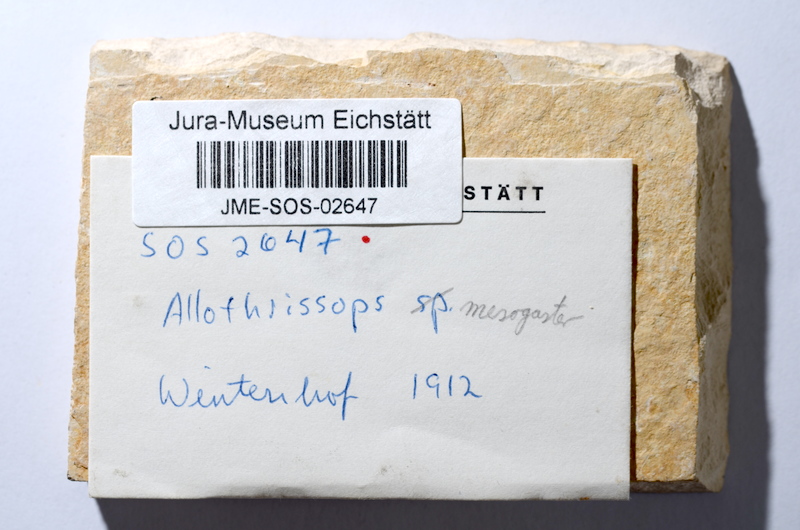 Jura-Museum Eichstätt
JME-SOS-02647
STÄTT
SOS 2647
Allothrissops sp. mesogaster
Wintershof 1912